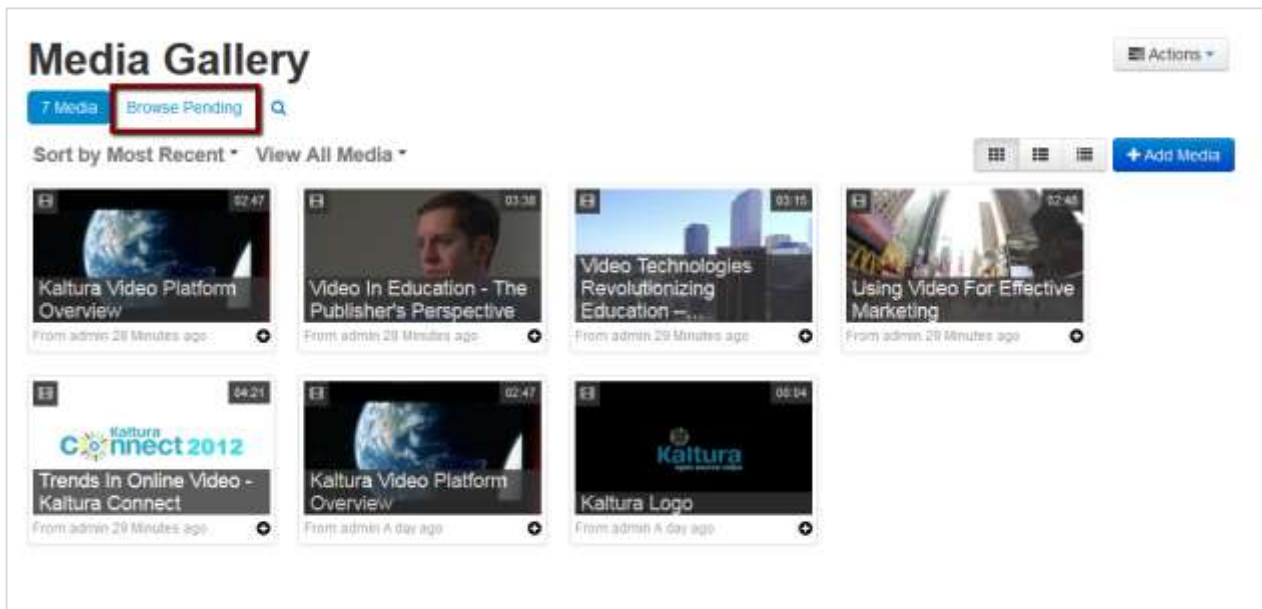 Media Gallery
Actions
7 Media Browse Pending
Sort by Most Recent View All Media
+ Add Media
02:47
Kaltura Video Platform
Overview
From admin 28 Minutes ago
03:38
Video In Education - The
Publisher's Perspective
From admin 28 Minutes ago
03:15
Video Technologies
Revolutionizing
Education –...
From admin 29 Minutes ago
02:48
Using Video For Effective
Marketing
From admin 29 Minutes ago
04:21
Kaltura
Connect 2012
Trends In Online Video -
Kaltura Connect
From admin 29 Minutes ago
02:47
Kaltura Video Platform
Overview
From admin A day ago
00:04
Kaltura
open source video
Kaltura Logo
From admin A day ago